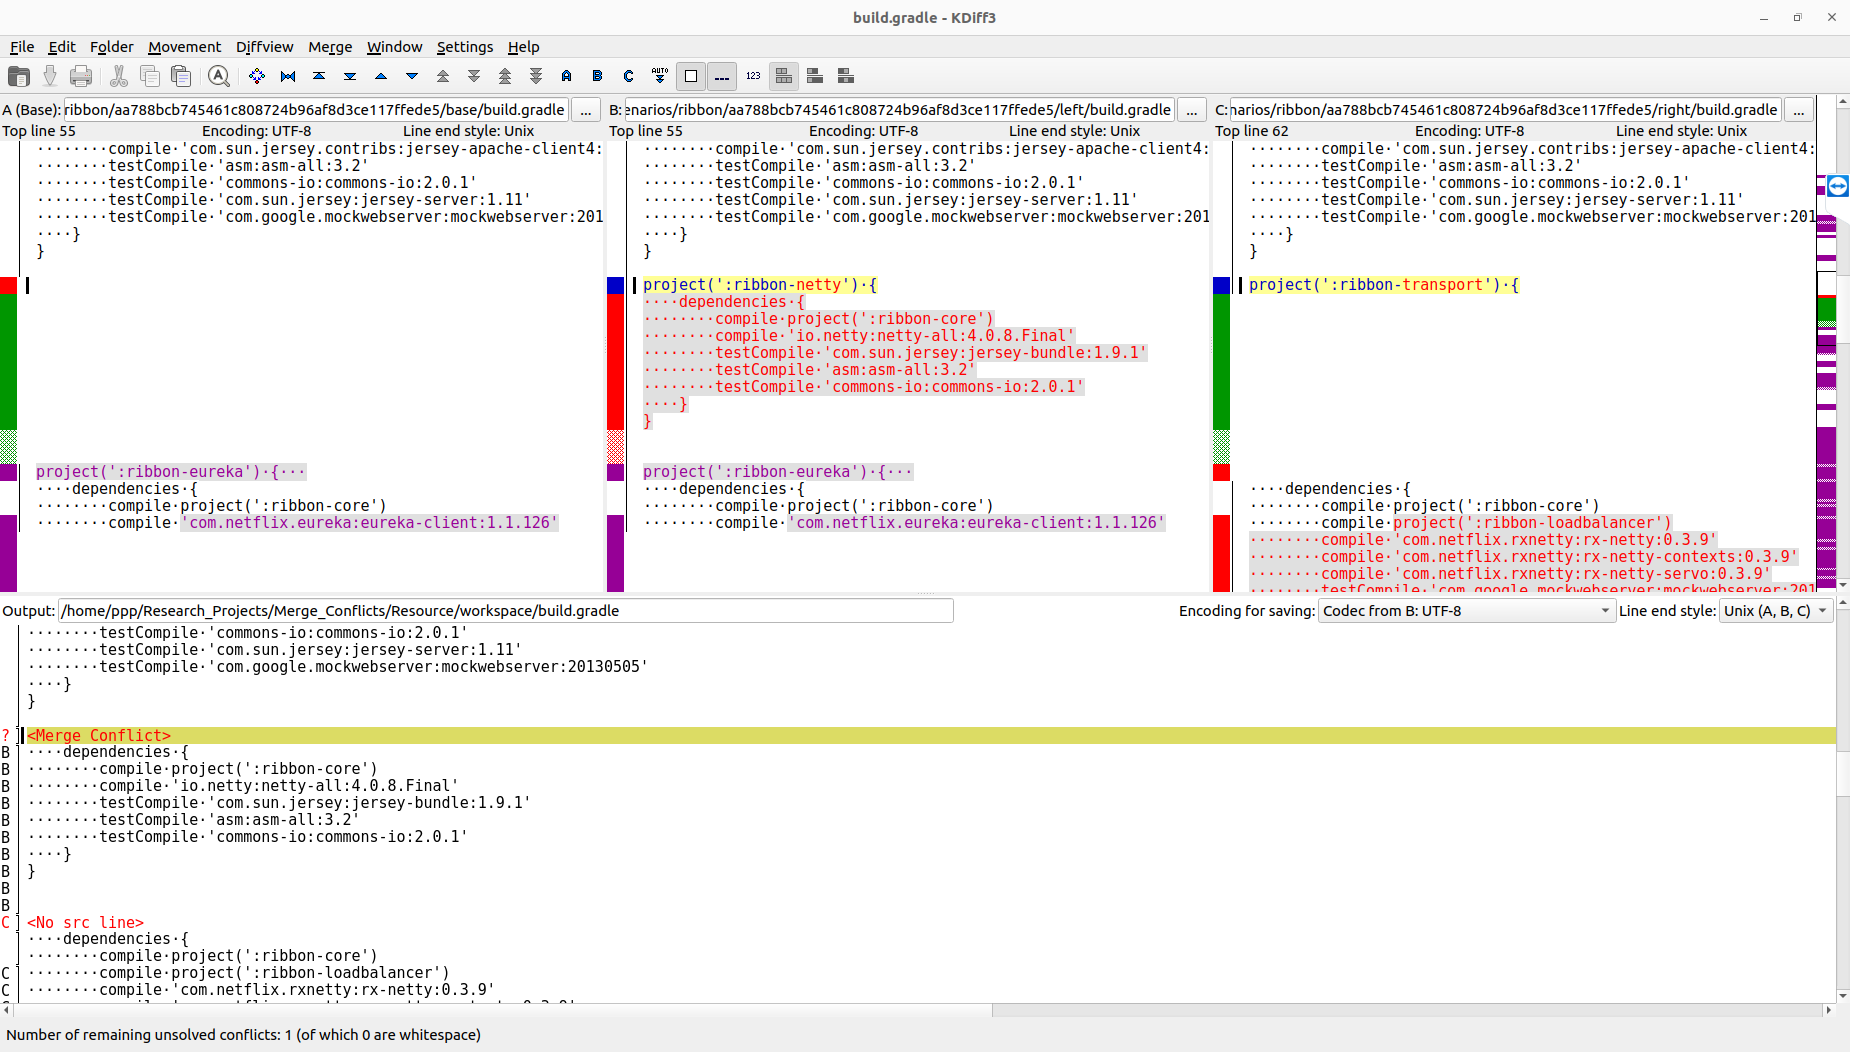 build.gradle - KDiff3
File Edit Folder Movement Diffview Merge Window Settings Help
A B C AUTO 123
A (Base): ribbon/aa788bcb745461c808724b96af8d3ce117ffede5/base/build.gradle ... B: enarios/ribbon/aa788bcb745461c808724b96af8d3ce117ffede5/left/build.gradle ... C: narios/ribbon/aa788bcb745461c808724b96af8d3ce117ffede5/right/build.gradle ...
Top line 55 Encoding: UTF-8 Line end style: Unix Top line 55 Encoding: UTF-8 Line end style: Unix Top line 62 Encoding: UTF-8 Line end style: Unix
········compile·'com.sun.jersey.contribs:jersey-apache-client4:
········testCompile·'asm:asm-all:3.2'
········testCompile·'commons-io:commons-io:2.0.1'
········testCompile·'com.sun.jersey:jersey-server:1.11'
········testCompile·'com.google.mockwebserver:mockwebserver:201
····}
}
project(':ribbon-eureka')·{···
····dependencies·{
········compile·project(':ribbon-core')
········compile·'com.netflix.eureka:eureka-client:1.1.126'
········compile·'com.sun.jersey.contribs:jersey-apache-client4:
········testCompile·'asm:asm-all:3.2'
········testCompile·'commons-io:commons-io:2.0.1'
········testCompile·'com.sun.jersey:jersey-server:1.11'
········testCompile·'com.google.mockwebserver:mockwebserver:201
····}
}
project(':ribbon-netty')·{
····dependencies·{
········compile·project(':ribbon-core')
········compile·'io.netty:netty-all:4.0.8.Final'
········testCompile·'com.sun.jersey:jersey-bundle:1.9.1'
········testCompile·'asm:asm-all:3.2'
········testCompile·'commons-io:commons-io:2.0.1'
····}
}
project(':ribbon-eureka')·{···
····dependencies·{
········compile·project(':ribbon-core')
········compile·'com.netflix.eureka:eureka-client:1.1.126'
········compile·'com.sun.jersey.contribs:jersey-apache-client4:
········testCompile·'asm:asm-all:3.2'
········testCompile·'commons-io:commons-io:2.0.1'
········testCompile·'com.sun.jersey:jersey-server:1.11'
········testCompile·'com.google.mockwebserver:mockwebserver:201
····}
}
project(':ribbon-transport')·{
····dependencies·{
········compile·project(':ribbon-core')
········compile·project(':ribbon-loadbalancer')
········compile·'com.netflix.rxnetty:rx-netty:0.3.9'
········compile·'com.netflix.rxnetty:rx-netty-contexts:0.3.9'
········compile·'com.netflix.rxnetty:rx-netty-servo:0.3.9'
········testCompile·'com.google.mockwebserver:mockwebserver:201
Output: /home/ppp/Research_Projects/Merge_Conflicts/Resource/workspace/build.gradle Encoding for saving: Codec from B: UTF-8 Line end style: Unix (A, B, C)
········testCompile·'commons-io:commons-io:2.0.1'
········testCompile·'com.sun.jersey:jersey-server:1.11'
········testCompile·'com.google.mockwebserver:mockwebserver:20130505'
····}
}
? <Merge Conflict>
B ····dependencies·{
B ········compile·project(':ribbon-core')
B ········compile·'io.netty:netty-all:4.0.8.Final'
B ········testCompile·'com.sun.jersey:jersey-bundle:1.9.1'
B ········testCompile·'asm:asm-all:3.2'
B ········testCompile·'commons-io:commons-io:2.0.1'
B ····}
B }
B
B
C <No src line>
····dependencies·{
········compile·project(':ribbon-core')
C ········compile·project(':ribbon-loadbalancer')
C ········compile·'com.netflix.rxnetty:rx-netty:0.3.9'
Number of remaining unsolved conflicts: 1 (of which 0 are whitespace)